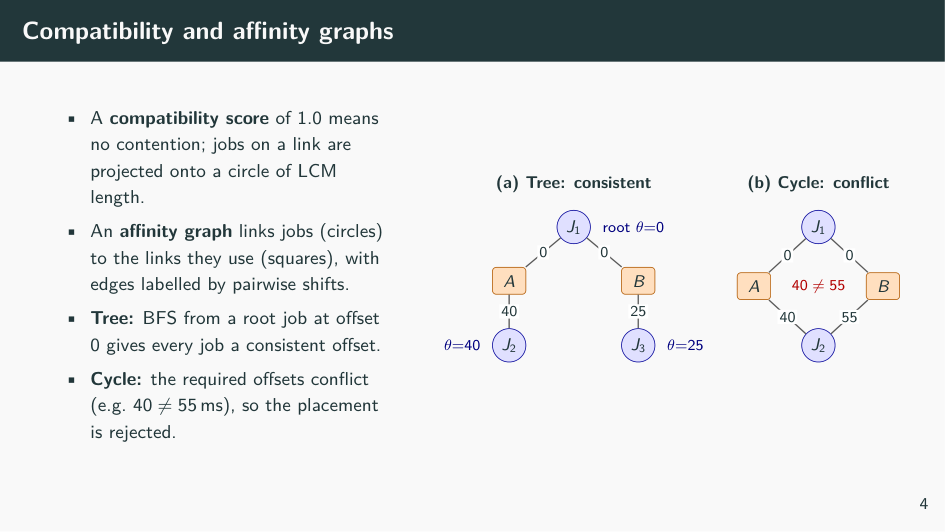 Compatibility and affinity graphs
▪ A compatibility score of 1.0 means
no contention; jobs on a link are
projected onto a circle of LCM
length.
▪ An affinity graph links jobs (circles)
to the links they use (squares), with
edges labelled by pairwise shifts.
▪ Tree: BFS from a root job at offset
0 gives every job a consistent offset.
▪ Cycle: the required offsets conflict
(e.g. 40 ≠ 55 ms), so the placement
is rejected.
(a) Tree: consistent
J₁ root θ=0
0 0
A B
40 25
θ=40 J₂ J₃ θ=25
(b) Cycle: conflict
J₁
0 0
A 40 ≠ 55 B
40 55
J₂
4